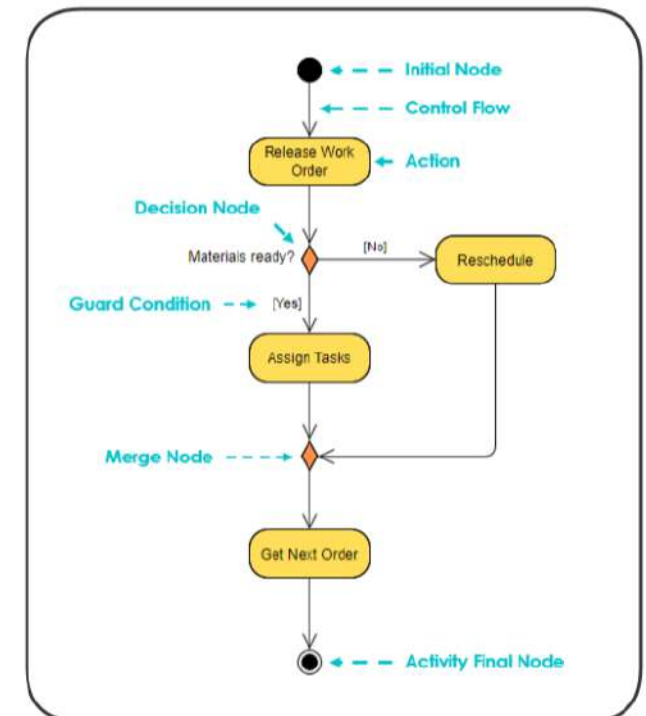 Initial Node
Control Flow
Release Work
Order
Action
Decision Node
Materials ready?
[No]
Reschedule
Guard Condition
[Yes]
Assign Tasks
Merge Node
Get Next Order
Activity Final Node